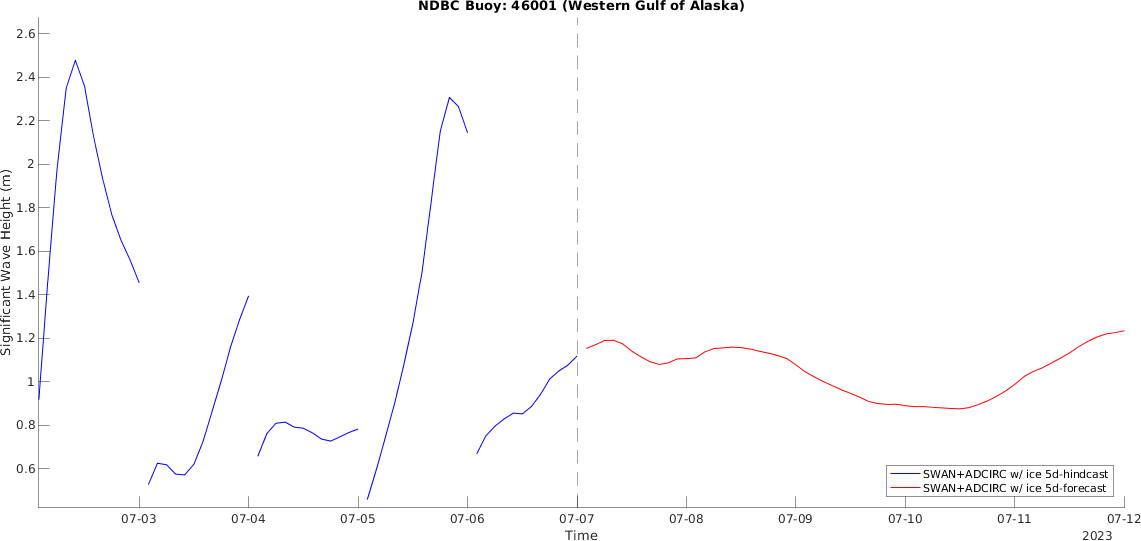 NDBC Buoy: 46001 (Western Gulf of Alaska)
Significant Wave Height (m)
2.6
2.4
2.2
2
1.8
1.6
1.4
1.2
1
0.8
0.6
SWAN+ADCIRC w/ ice 5d-hindcast
SWAN+ADCIRC w/ ice 5d-forecast
07-03 07-04 07-05 07-06 07-07 07-08 07-09 07-10 07-11 07-12
Time
2023